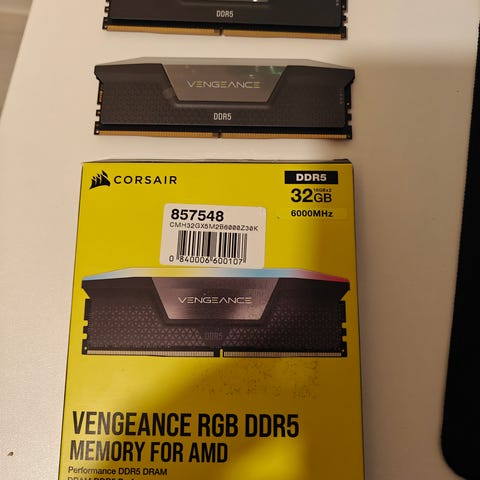 DDR5
VENGEANCE
DDR5
CORSAIR
DDR5
16GBx2
32GB
6000MHz
857548
CMH32GX5M2B6000Z30K
0 840006 600107
VENGEANCE
DDR5
VENGEANCE RGB DDR5
MEMORY FOR AMD
Performance DDR5 DRAM